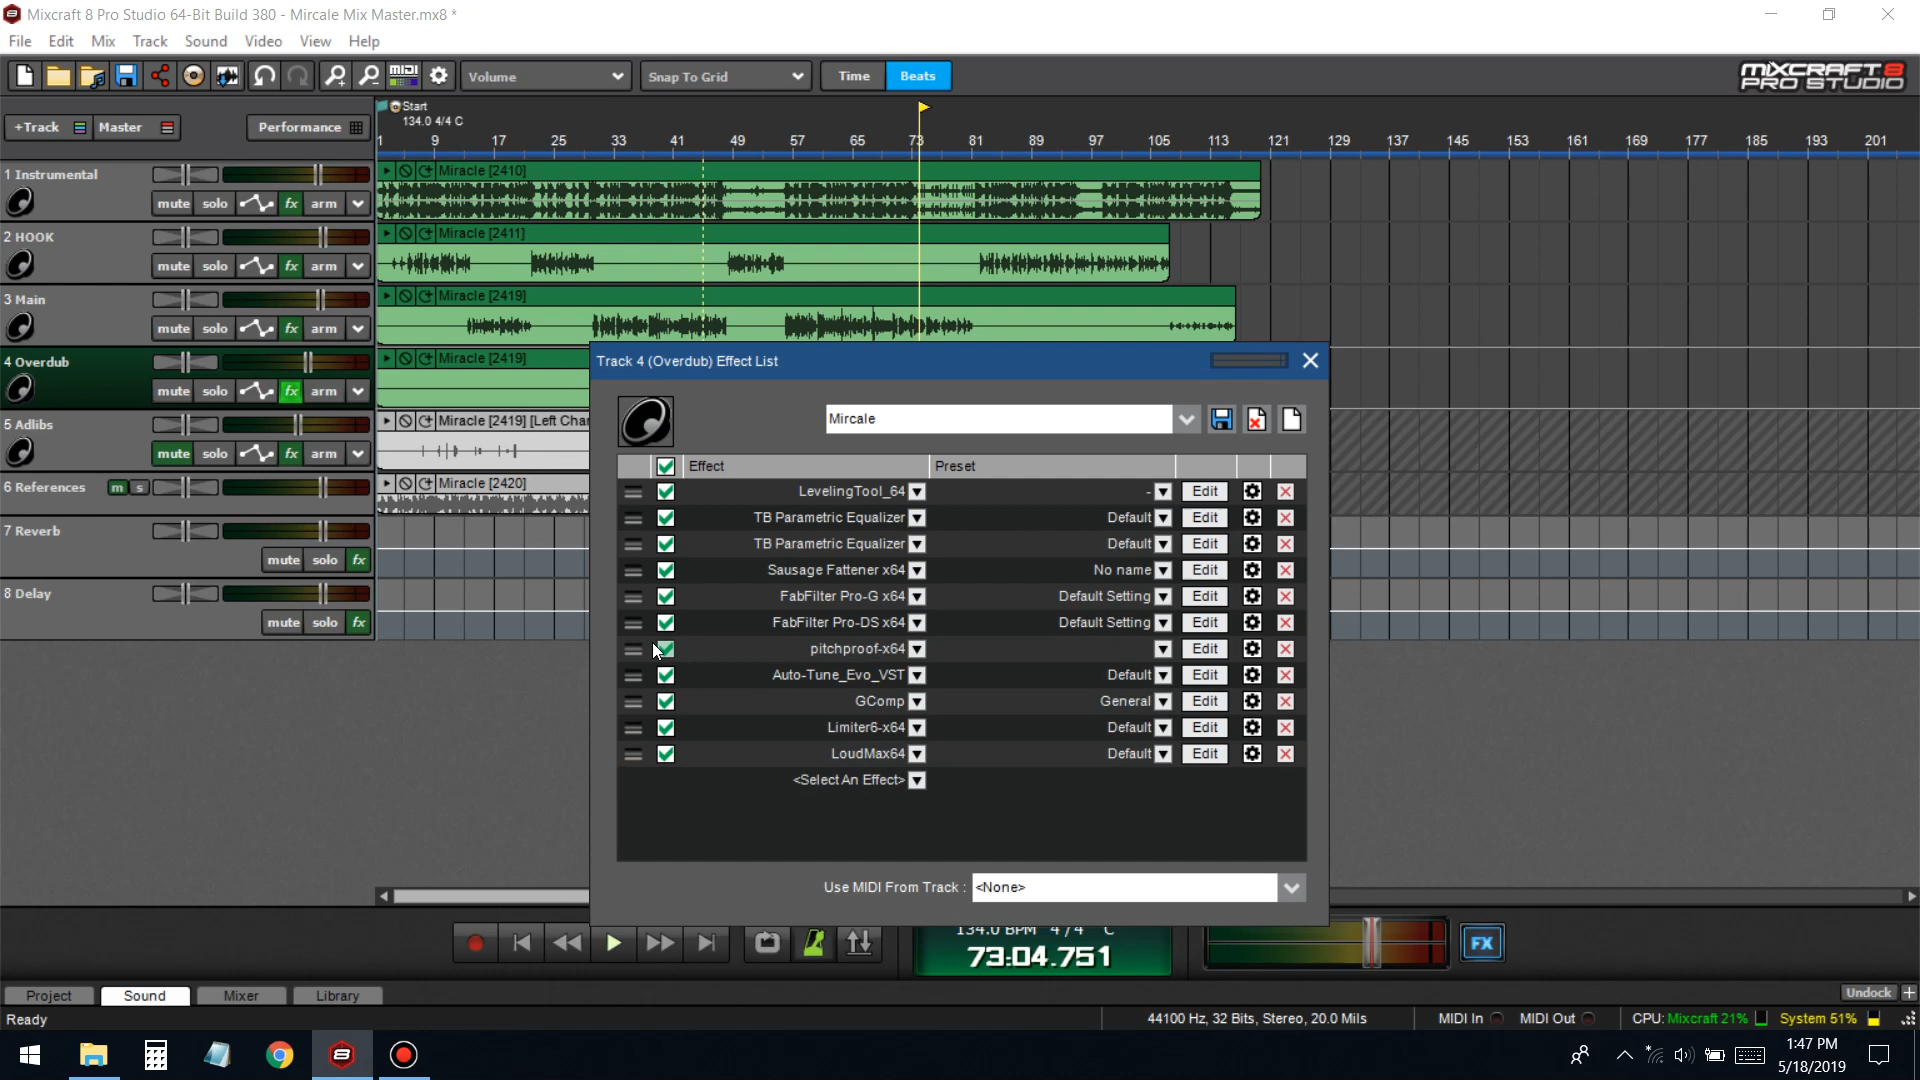 Mixcraft 8 Pro Studio 64-Bit Build 380 - Mircale Mix Master.mx8 *
File Edit Mix Track Sound Video View Help
Volume Snap To Grid Time Beats MIXCRAFT 8 PRO STUDIO
+Track Master Performance
Start
134.0 4/4 C
1 9 17 25 33 41 49 57 65 73 81 89 97 105 113 121 129 137 145 153 161 169 177 185 193 201
1 Instrumental
mute solo fx arm
Miracle [2410]
2 HOOK
mute solo fx arm
Miracle [2411]
3 Main
mute solo fx arm
Miracle [2419]
4 Overdub
mute solo fx arm
Miracle [2419]
5 Adlibs
mute solo fx arm
Miracle [2419] [Left Char
6 References m s
Miracle [2420]
7 Reverb
mute solo fx
8 Delay
mute solo fx
Track 4 (Overdub) Effect List
Mircale
Effect Preset
LevelingTool_64 - Edit
TB Parametric Equalizer Default Edit
TB Parametric Equalizer Default Edit
Sausage Fattener x64 No name Edit
FabFilter Pro-G x64 Default Setting Edit
FabFilter Pro-DS x64 Default Setting Edit
pitchproof-x64 Edit
Auto-Tune_Evo_VST Default Edit
GComp General Edit
Limiter6-x64 Default Edit
LoudMax64 Default Edit
<Select An Effect>
Use MIDI From Track : <None>
134.0 BPM 4/4 C
73:04.751
FX
Project Sound Mixer Library Undock +
Ready 44100 Hz, 32 Bits, Stereo, 20.0 Mils MIDI In MIDI Out CPU: Mixcraft 21% System 51%
1:47 PM
5/18/2019